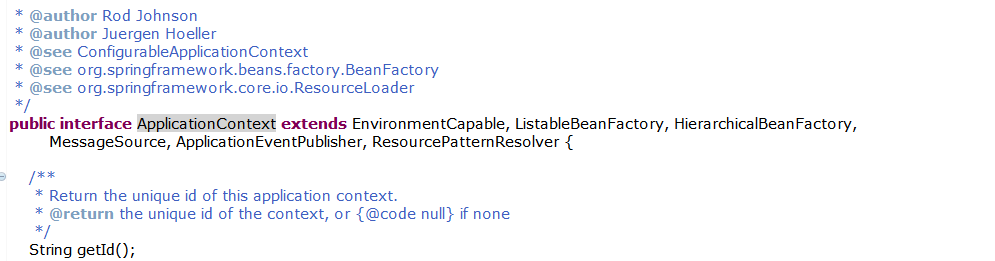 * @author Rod Johnson
* @author Juergen Hoeller
* @see ConfigurableApplicationContext
* @see org.springframework.beans.factory.BeanFactory
* @see org.springframework.core.io.ResourceLoader
*/
public interface ApplicationContext extends EnvironmentCapable, ListableBeanFactory, HierarchicalBeanFactory,
MessageSource, ApplicationEventPublisher, ResourcePatternResolver {
/**
* Return the unique id of this application context.
* @return the unique id of the context, or {@code null} if none
*/
String getId();